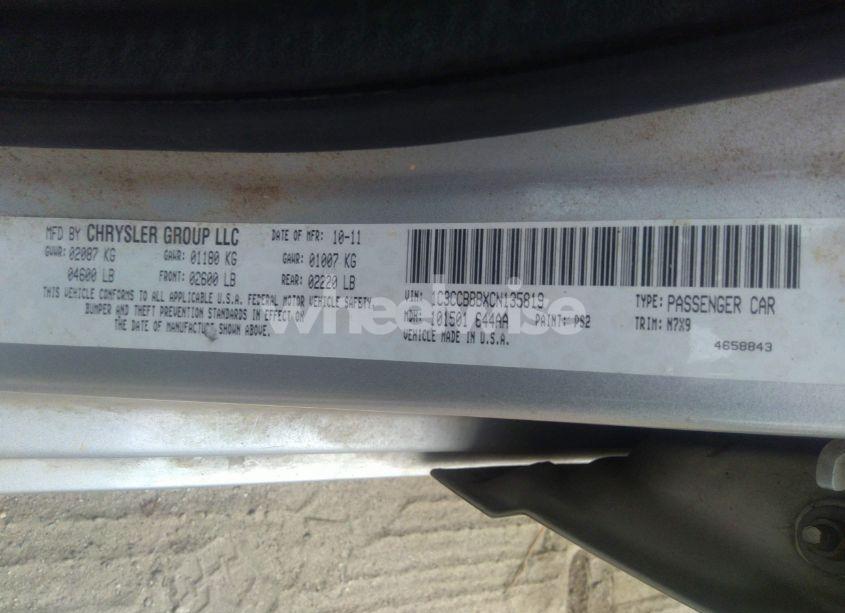 MFD BY CHRYSLER GROUP LLC DATE OF MFR: 10-11
GVWR: 02087 KG GAWR: 01180 KG GAWR: 01007 KG
04600 LB FRONT: 02600 LB REAR: 02220 LB
THIS VEHICLE CONFORMS TO ALL APPLICABLE U.S.A. FEDERAL MOTOR VEHICLE SAFETY,
BUMPER AND THEFT PREVENTION STANDARDS IN EFFECT ON
THE DATE OF MANUFACTURE SHOWN ABOVE.
VIN: 1C3CCBBBXCN135819 TYPE: PASSENGER CAR
MDH: 101501 644AA PAINT: PS2 TRIM: N7X9
VEHICLE MADE IN U.S.A. 4658843
wheelwise